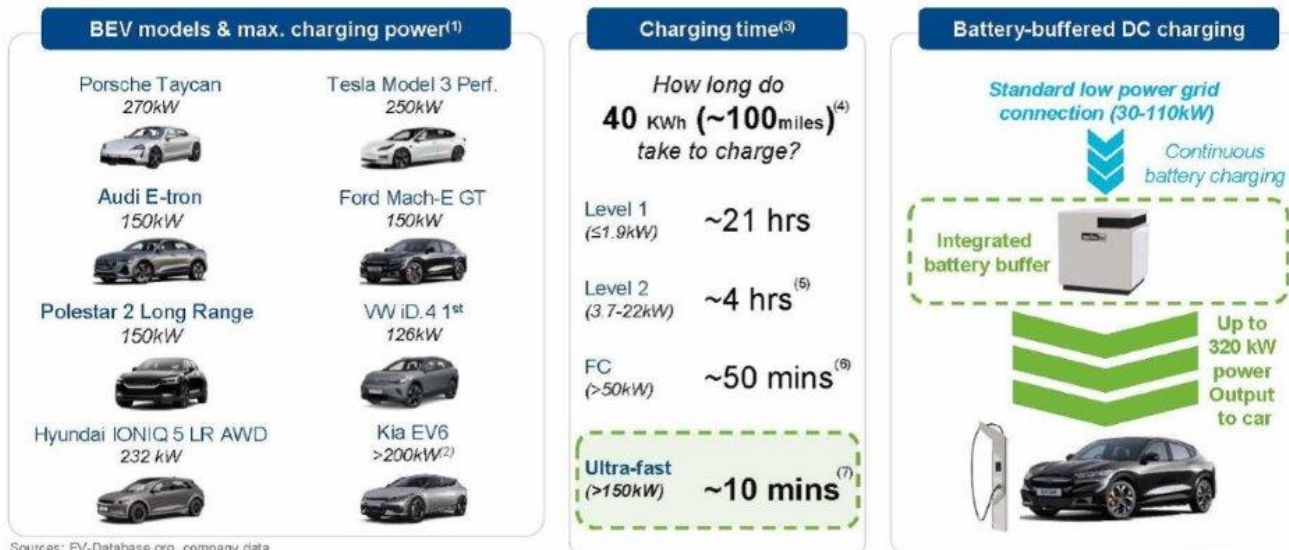 BEV models & max. charging power(1)
Porsche Taycan
270kW
Tesla Model 3 Perf.
250kW
Audi E-tron
150kW
Ford Mach-E GT
150kW
Polestar 2 Long Range
150kW
VW iD.4 1st
126kW
Hyundai IONIQ 5 LR AWD
232 kW
Kia EV6
>200kW(2)
Charging time(3)
How long do
40 KWh (~100miles)(4)
take to charge?
Level 1
(≤1.9kW)
~21 hrs
Level 2
(3.7-22kW)
~4 hrs(5)
FC
(>50kW)
~50 mins(6)
Ultra-fast
(>150kW)
~10 mins(7)
Battery-buffered DC charging
Standard low power grid
connection (30-110kW)
Continuous
battery charging
Integrated
battery buffer
Up to
320 kW
power
Output
to car
Sources: EV-Database.org, company data